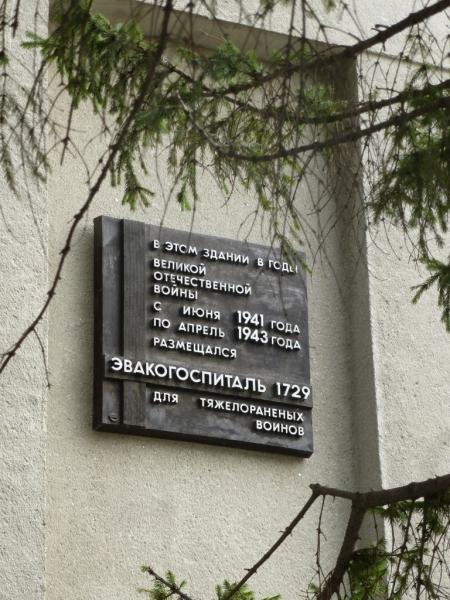 В ЭТОМ ЗДАНИИ В ГОДЫ
ВЕЛИКОЙ
ОТЕЧЕСТВЕННОЙ
ВОЙНЫ
С ИЮНЯ 1941 ГОДА
ПО АПРЕЛЬ 1943 ГОДА
РАЗМЕЩАЛСЯ
ЭВАКОГОСПИТАЛЬ 1729
ДЛЯ ТЯЖЕЛОРАНЕНЫХ
ВОИНОВ